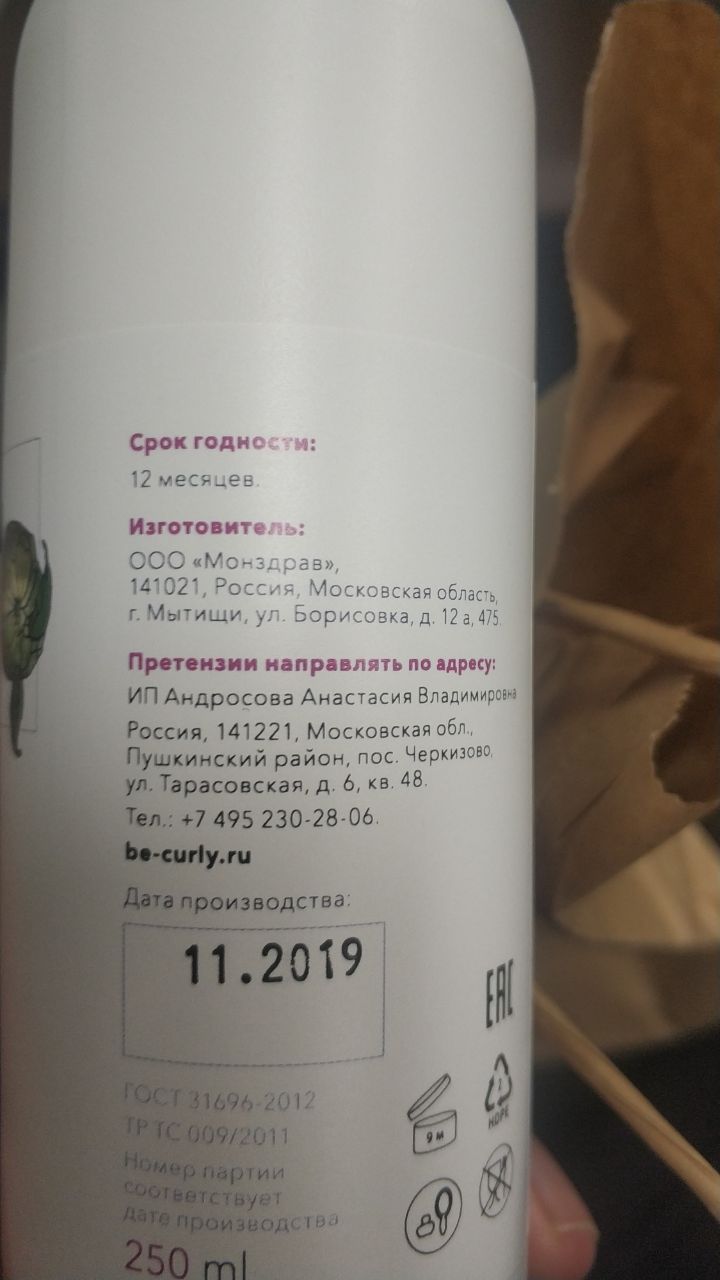 Срок годности:
12 месяцев.
Изготовитель:
ООО «Монздрав»,
141021, Россия, Московская область,
г. Мытищи, ул. Борисовка, д. 12 а, 475.
Претензии направлять по адресу:
ИП Андросова Анастасия Владимировна
Россия, 141221, Московская обл.,
Пушкинский район, пос. Черкизово,
ул. Тарасовская, д. 6, кв. 48.
Тел.: +7 495 230-28-06.
be-curly.ru
Дата производства:
11.2019
EAC
ГОСТ 31696-2012
ТР ТС 009/2011
2
HDPE
9 м
Номер партии
соответствует
дате производства
250 ml